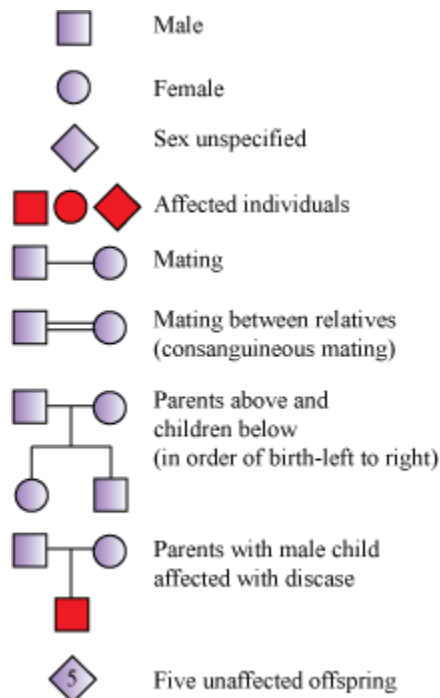 Male
Female
Sex unspecified
Affected individuals
Mating
Mating between relatives
(consanguineous mating)
Parents above and
children below
(in order of birth-left to right)
Parents with male child
affected with discase
5 Five unaffected offspring